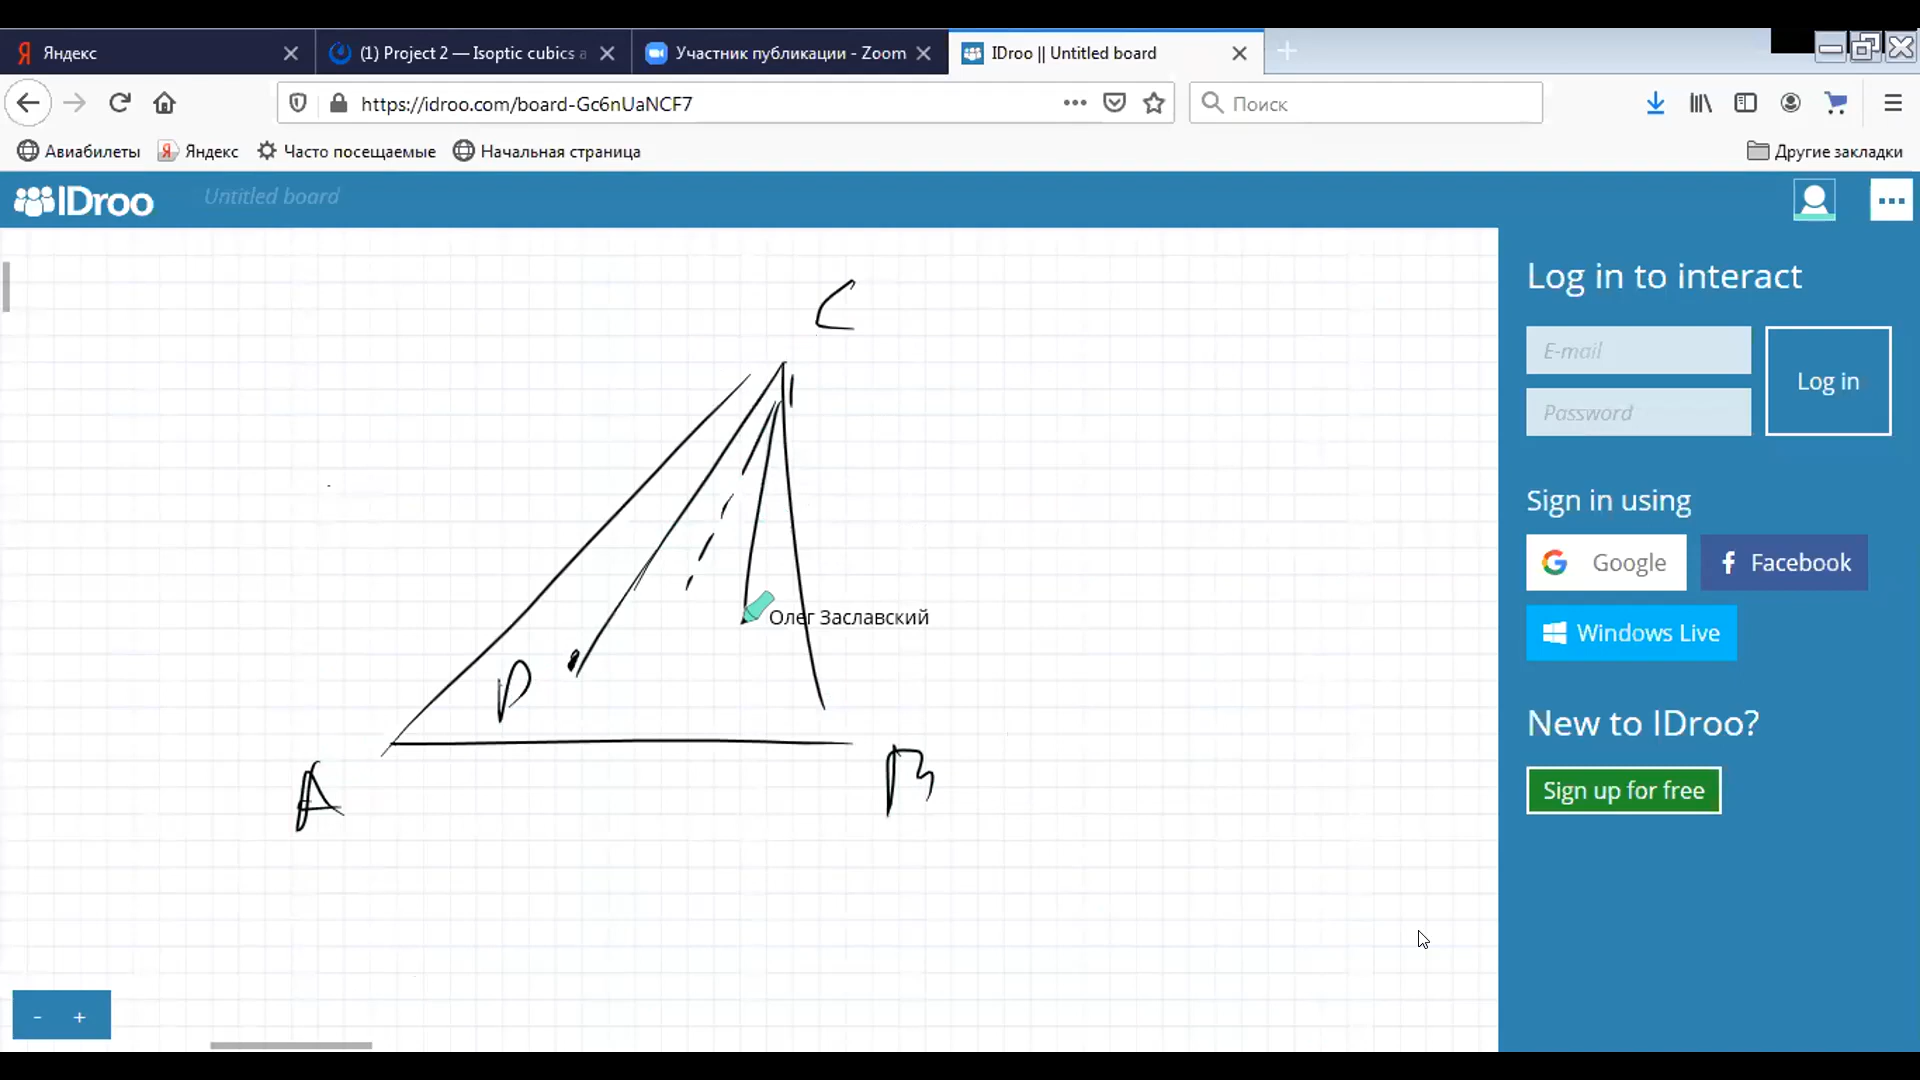 Яндекс
(1) Project 2 — Isoptic cubics a
Участник публикации - Zoom
IDroo || Untitled board
https://idroo.com/board-Gc6nUaNCF7
Поиск
Авиабилеты
Яндекс
Часто посещаемые
Начальная страница
Другие закладки
IDroo
Untitled board
Log in to interact
E-mail
Password
Log in
Sign in using
Google
Facebook
Windows Live
New to IDroo?
Sign up for free
C
Олег Заславский
P
A
B
- +